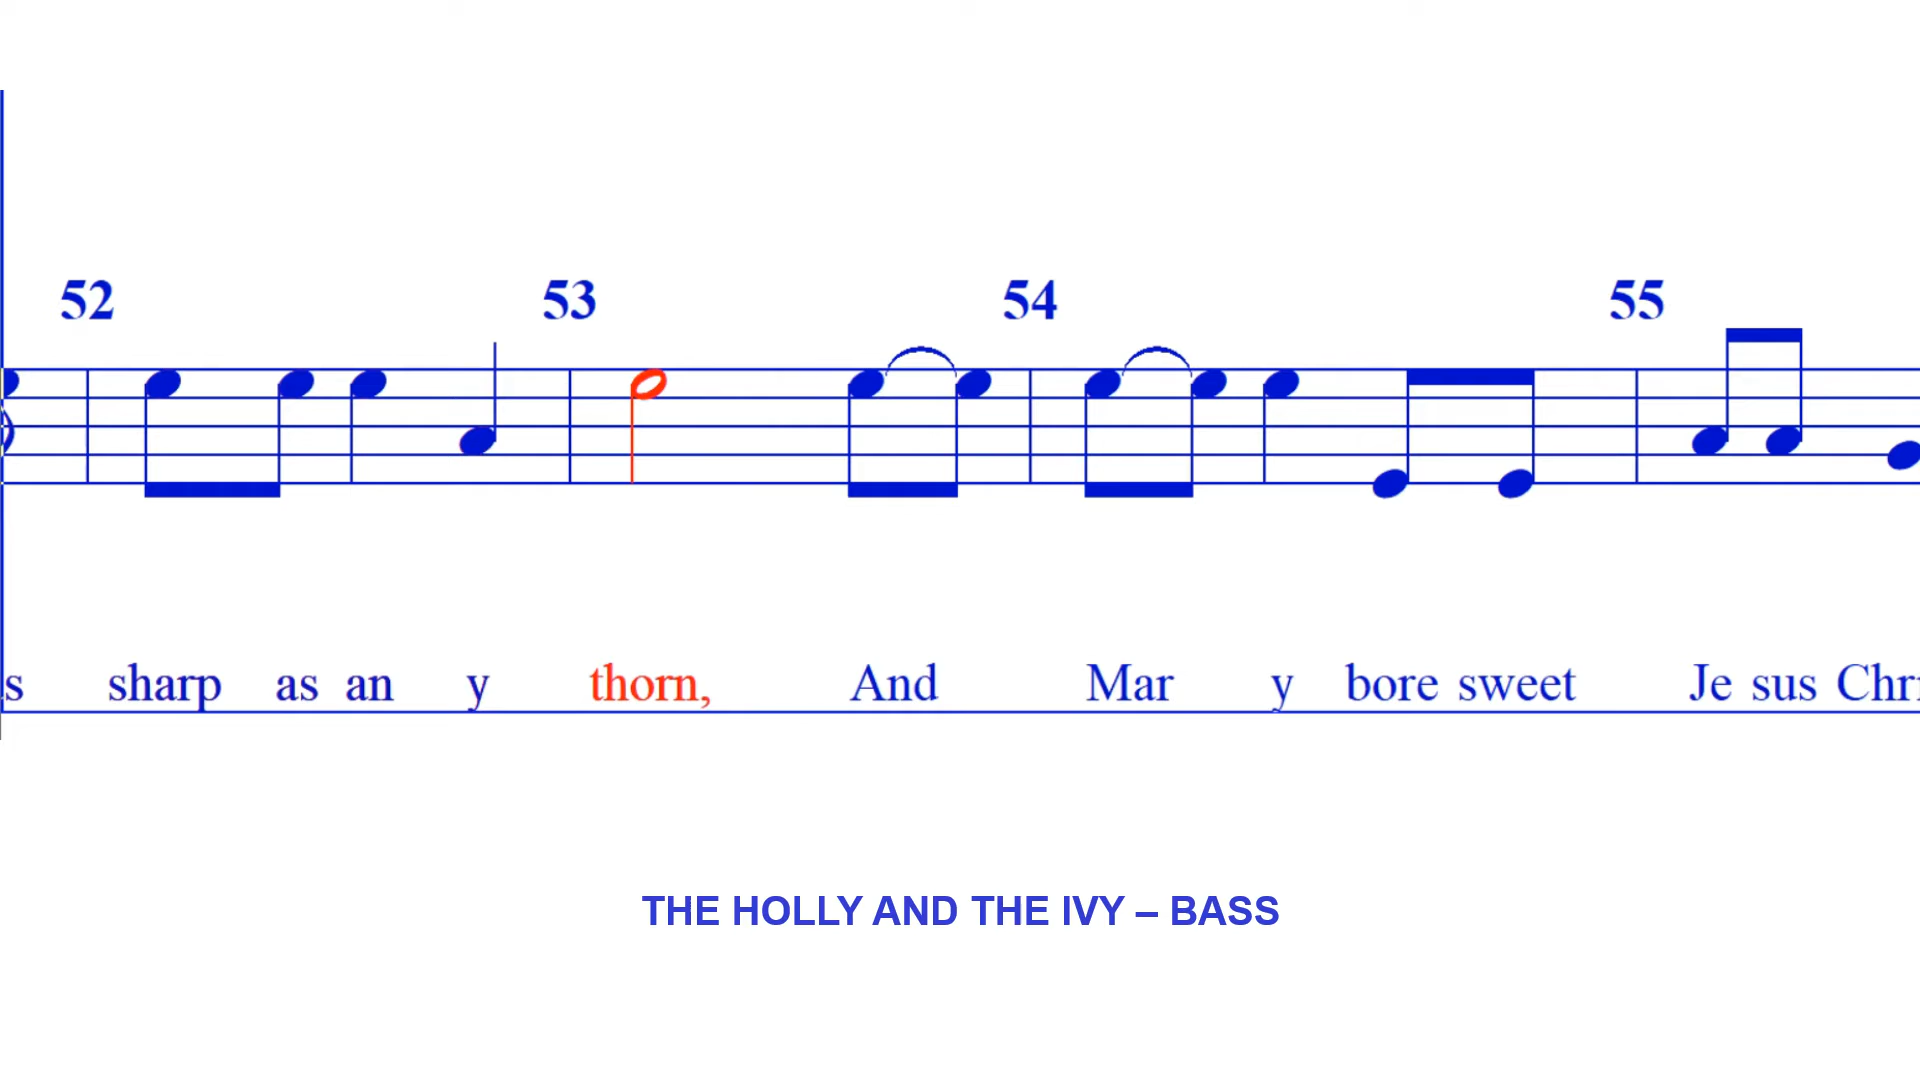 52 53 54 55
s sharp as an y thorn, And Mar y bore sweet Je sus Chri
THE HOLLY AND THE IVY – BASS